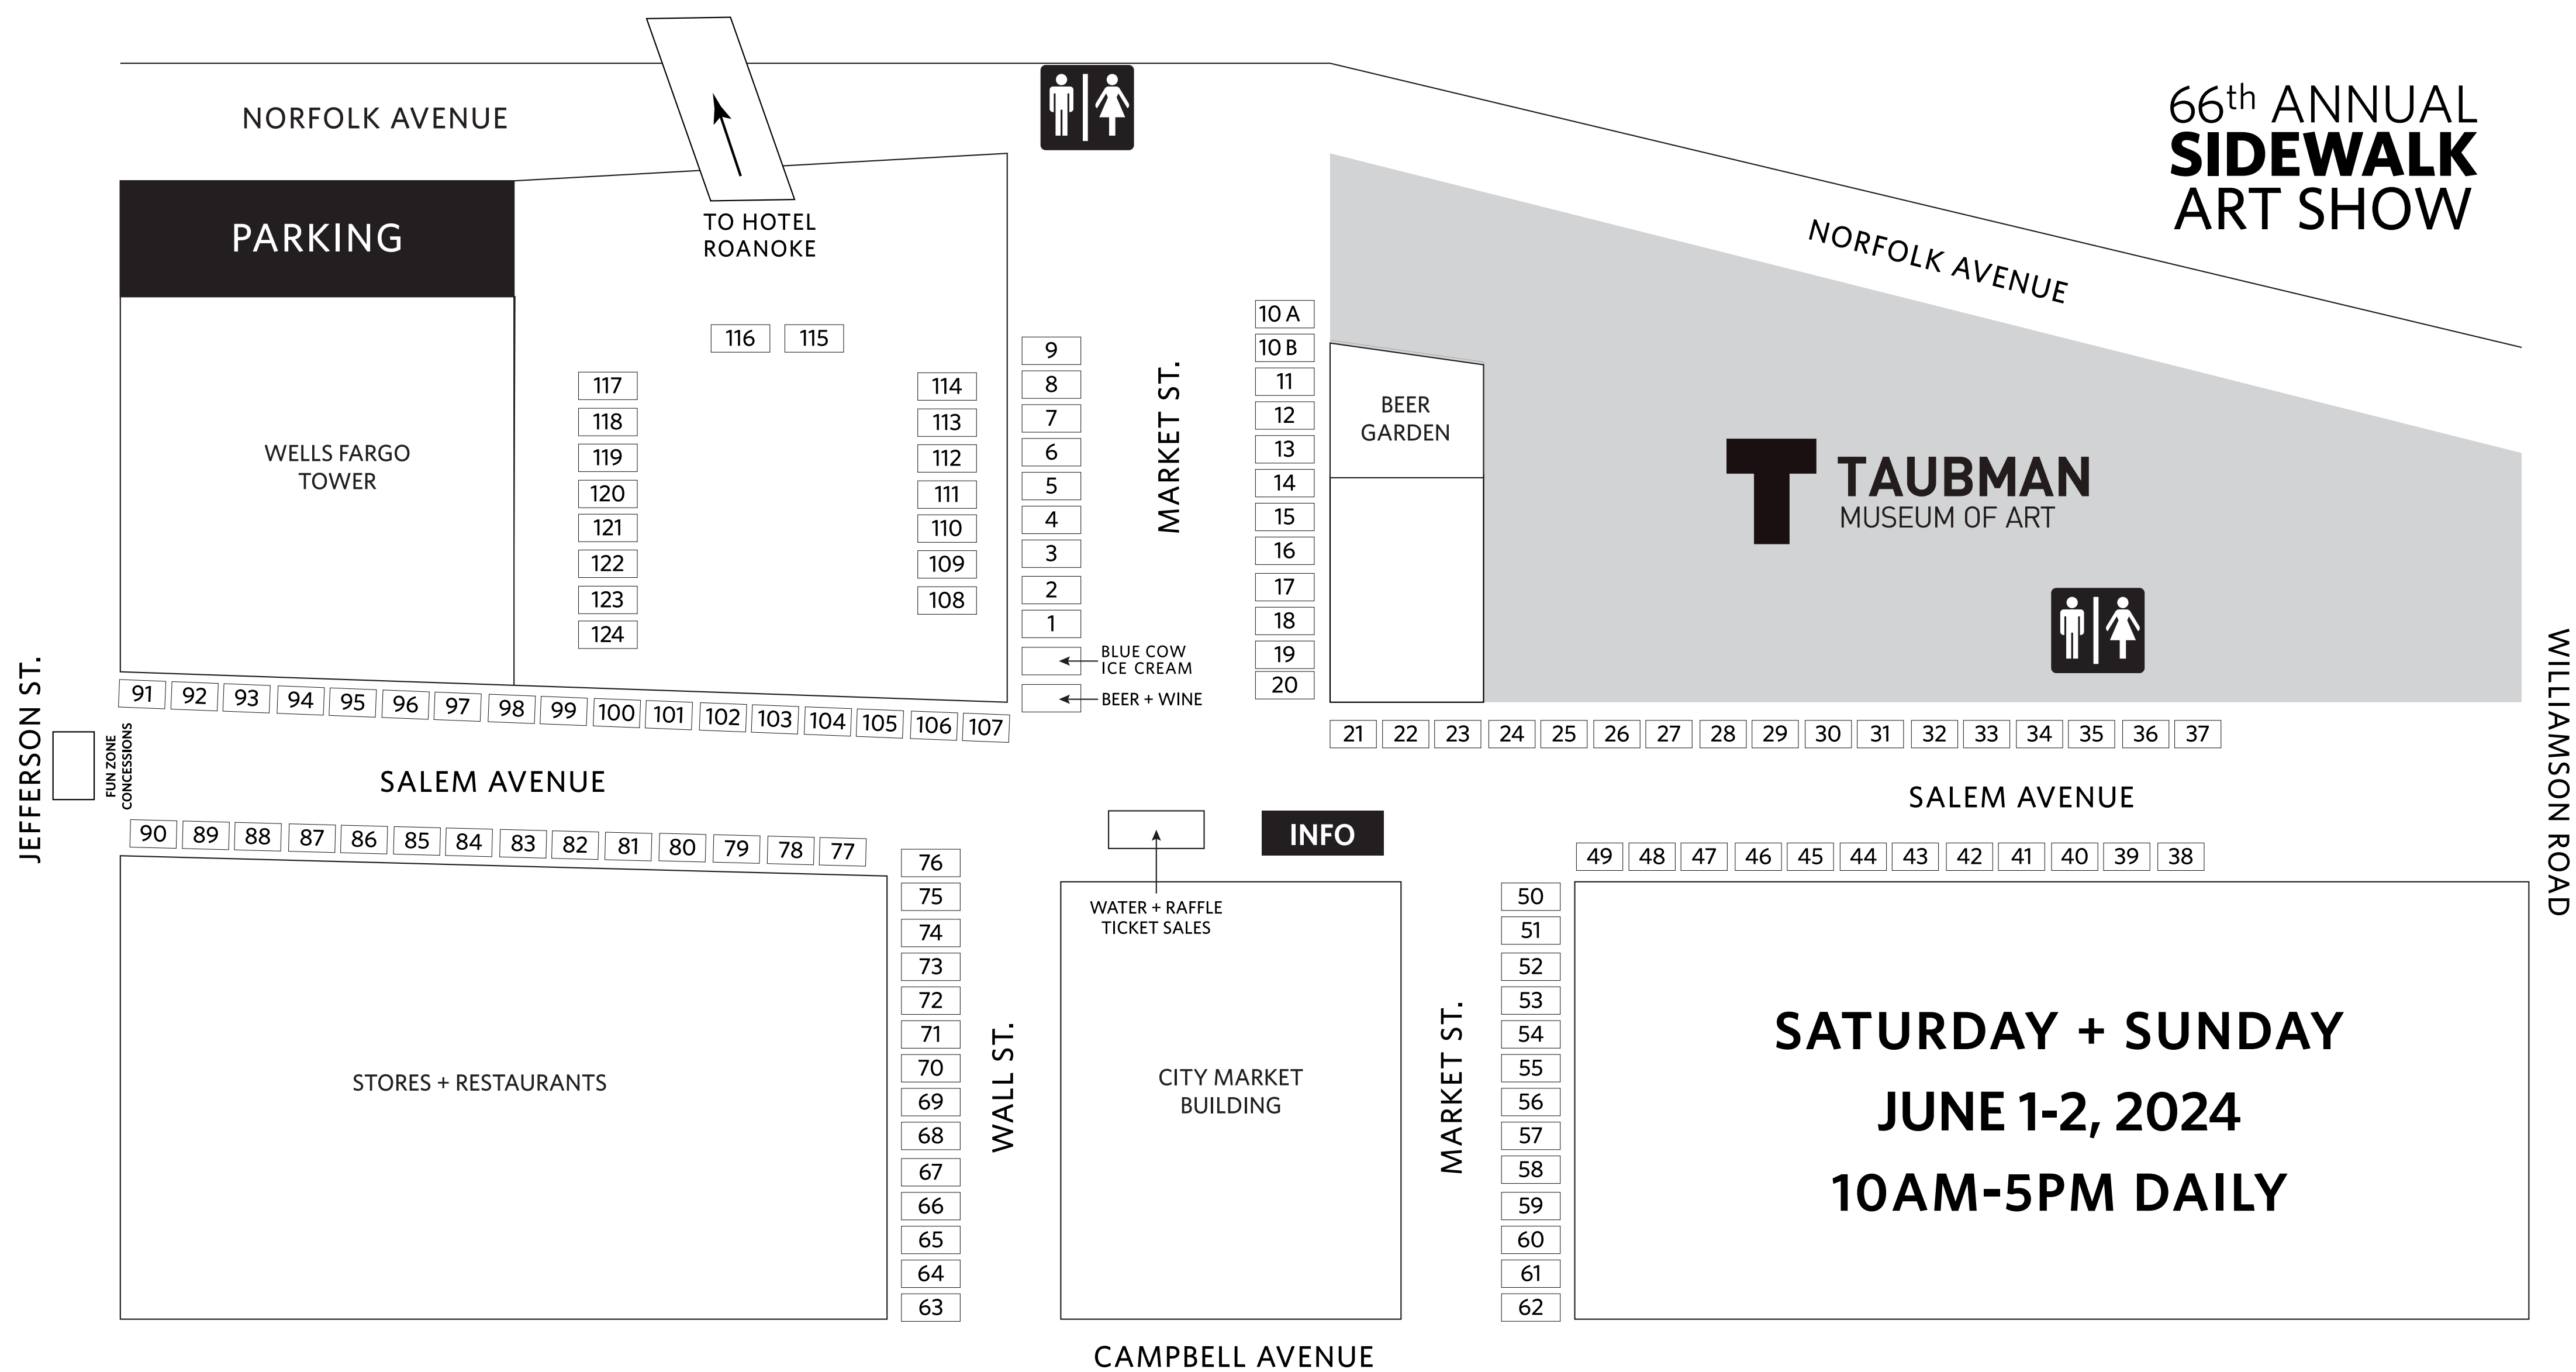 66th ANNUAL
SIDEWALK
ART SHOW
NORFOLK AVENUE
PARKING
TO HOTEL
ROANOKE
NORFOLK AVENUE
WELLS FARGO
TOWER
116 115
117
118
119
120
121
122
123
124
114
113
112
111
110
109
108
9
8
7
6
5
4
3
2
1
BLUE COW
ICE CREAM
BEER + WINE
MARKET ST.
10 A
10 B
11
12
13
14
15
16
17
18
19
20
BEER
GARDEN
TAUBMAN
MUSEUM OF ART
JEFFERSON ST.
WILLIAMSON ROAD
91 92 93 94 95 96 97 98 99 100 101 102 103 104 105 106 107
21 22 23 24 25 26 27 28 29 30 31 32 33 34 35 36 37
FUN ZONE
CONCESSIONS
SALEM AVENUE
SALEM AVENUE
90 89 88 87 86 85 84 83 82 81 80 79 78 77
INFO
WATER + RAFFLE
TICKET SALES
49 48 47 46 45 44 43 42 41 40 39 38
76
75
74
73
72
71
70
69
68
67
66
65
64
63
STORES + RESTAURANTS
WALL ST.
CITY MARKET
BUILDING
MARKET ST.
50
51
52
53
54
55
56
57
58
59
60
61
62
SATURDAY + SUNDAY
JUNE 1-2, 2024
10AM-5PM DAILY
CAMPBELL AVENUE